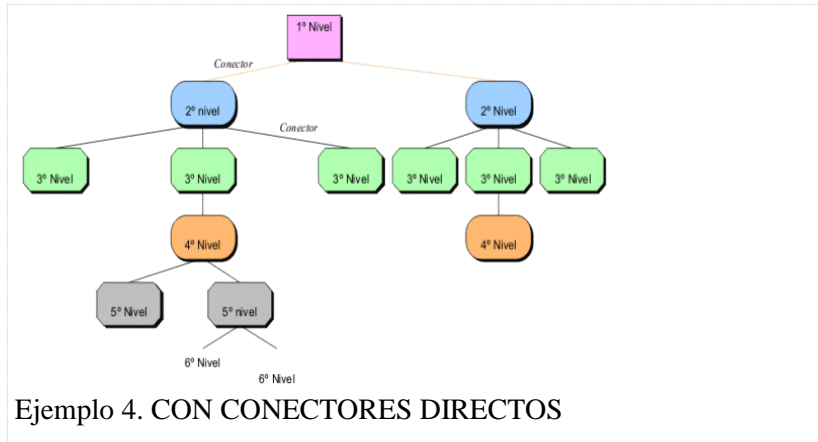 1º Nivel
Conector
2º nivel
2º Nivel
Conector
3º Nivel
3º Nivel
3º Nivel
3º Nivel
3º Nivel
3º Nivel
4º Nivel
4º Nivel
5º Nivel
5º nivel
6º Nivel
6º Nivel
Ejemplo 4. CON CONECTORES DIRECTOS